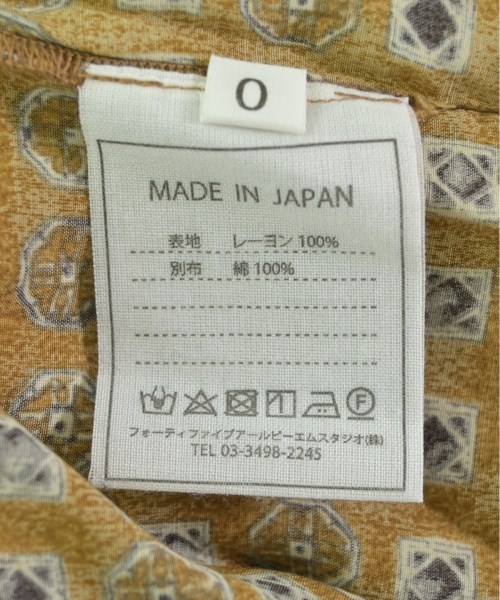 0
MADE IN JAPAN
表地 レーヨン 100%
別布 綿 100%
フォーティファイブアールピーエムスタジオ(株)
TEL 03-3498-2245